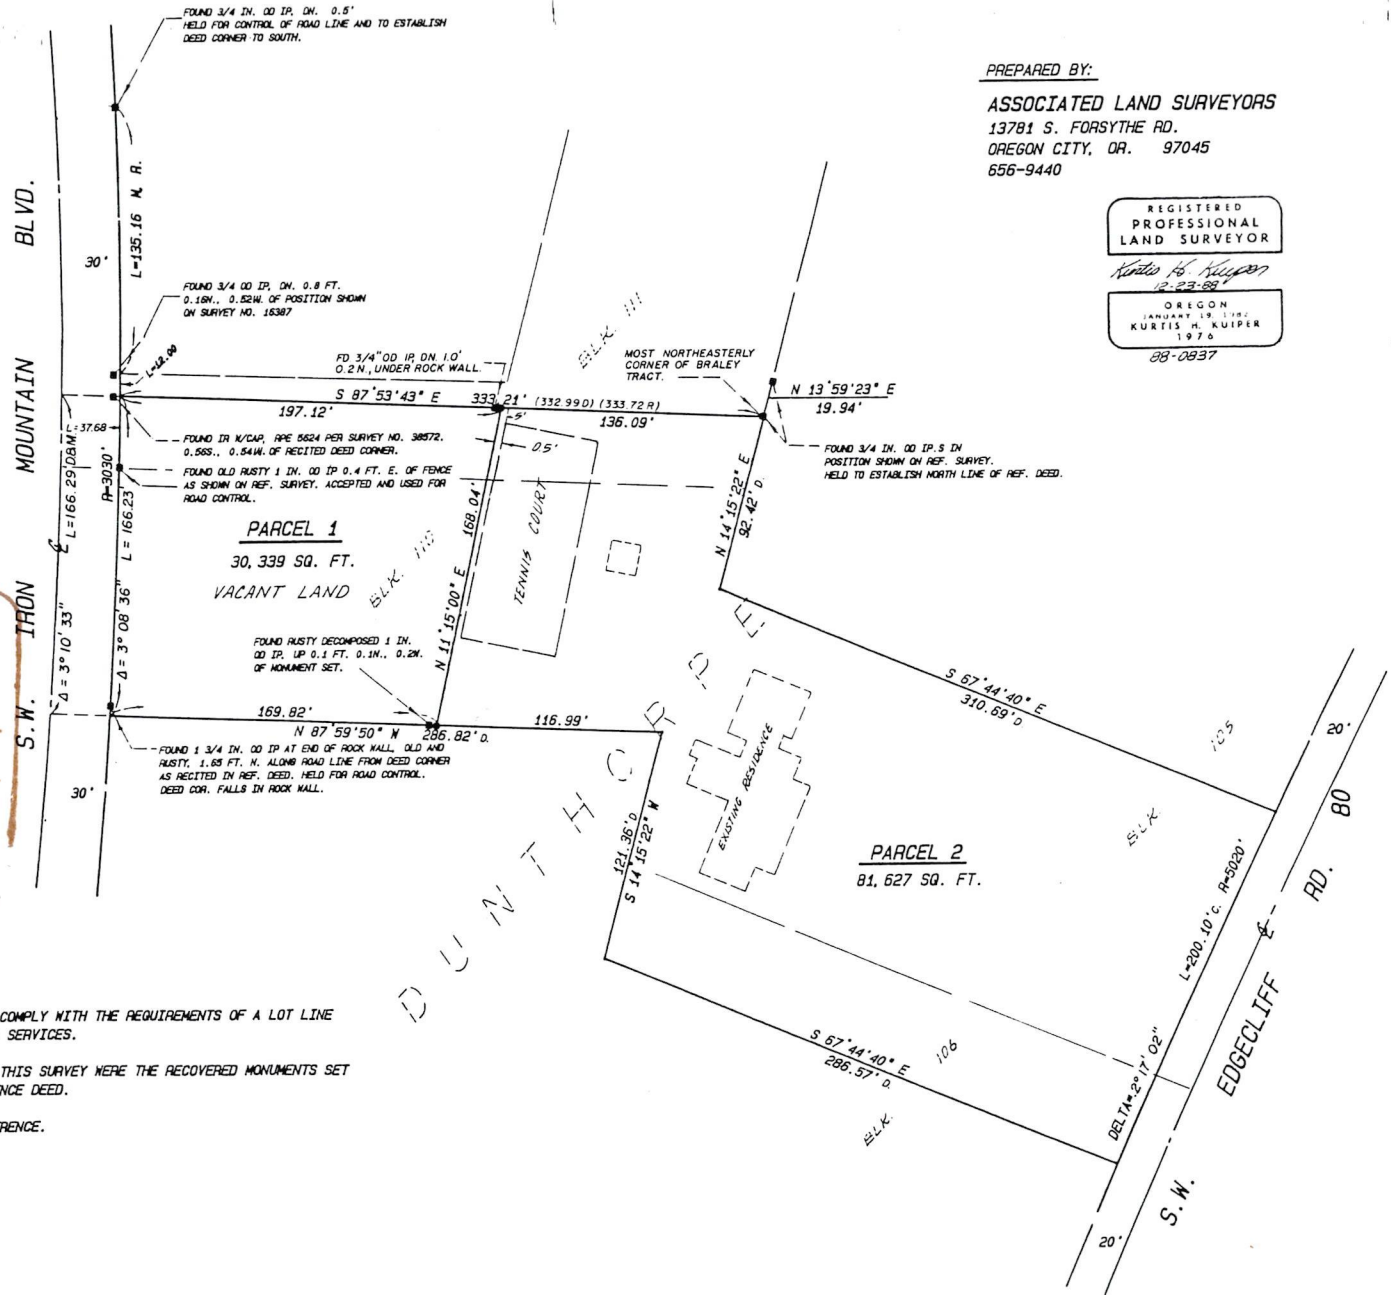 FOUND 3/4 IN. OD IP, DN. 0.5'
HELD FOR CONTROL OF ROAD LINE AND TO ESTABLISH
DEED CORNER TO SOUTH.
PREPARED BY:
ASSOCIATED LAND SURVEYORS
13781 S. FORSYTHE RD.
OREGON CITY, OR. 97045
656-9440
REGISTERED
PROFESSIONAL
LAND SURVEYOR
Kurtis H. Kuiper
12-23-88
OREGON
JANUARY 19, 1982
KURTIS H. KUIPER
1976
88-0837
S.W. IRON MOUNTAIN BLVD.
30'
L=135.16 M. R.
FOUND 3/4 OD IP, DN. 0.8 FT.
0.16N., 0.52W. OF POSITION SHOWN
ON SURVEY NO. 16387
L=12.00
FD 3/4"OD IP, DN. 1.0'
0.2 N., UNDER ROCK WALL.
BLK. 111
MOST NORTHEASTERLY
CORNER OF BRALEY
TRACT.
N 13°59'23" E
19.94'
S 87°53'43" E 333.21' (332.99 D) (333.72 R)
197.12'
136.09'
5'
0.5'
L=37.68
FOUND IR W/CAP, RPE 5624 PER SURVEY NO. 38572.
0.56S., 0.54W. OF RECITED DEED CORNER.
FOUND OLD RUSTY 1 IN. OD IP 0.4 FT. E. OF FENCE
AS SHOWN ON REF. SURVEY. ACCEPTED AND USED FOR
ROAD CONTROL.
FOUND 3/4 IN. OD IP.S IN
POSITION SHOWN ON REF. SURVEY.
HELD TO ESTABLISH NORTH LINE OF REF. DEED.
L=166.29'D&M
R=3030'
L= 166.23'
Δ= 3°10'33"
Δ= 3°08'36"
PARCEL 1
30,339 SQ. FT.
VACANT LAND
BLK. 110
168.04'
N 11°15'00" E
TENNIS COURT
N 14°15'22" E
92.42' D.
FOUND RUSTY DECOMPOSED 1 IN.
OD IP, UP 0.1 FT. 0.1N., 0.2W.
OF MONUMENT SET.
S 67°44'40" E
310.69' D
169.82'
N 87°59'50" W 286.82' D.
116.99'
FOUND 1 3/4 IN. OD IP AT END OF ROCK WALL, OLD AND
RUSTY, 1.65 FT. N. ALONG ROAD LINE FROM DEED CORNER
AS RECITED IN REF. DEED. HELD FOR ROAD CONTROL.
DEED COR. FALLS IN ROCK WALL.
30'
DUNTHORPE
EXISTING RESIDENCE
121.36' D
S 14°15'22" W
PARCEL 2
81,627 SQ. FT.
BLK. 105
20'
80
L=200.10'C. R=5020'
DELTA=.2°17'02"
S.W. EDGECLIFF RD.
S 67°44'40" E
286.57' D.
BLK. 106
20'
COMPLY WITH THE REQUIREMENTS OF A LOT LINE
SERVICES.
THIS SURVEY WERE THE RECOVERED MONUMENTS SET
NCE DEED.
RENCE.